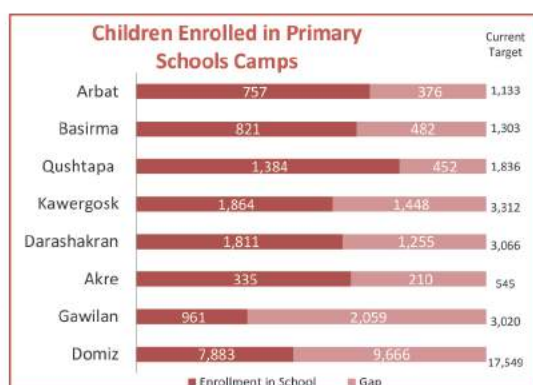 Children Enrolled in Primary
Schools Camps
Current
Target
Arbat 757 376 1,133
Basirma 821 482 1,303
Qushtapa 1,384 452 1,836
Kawergosk 1,864 1,448 3,312
Darashakran 1,811 1,255 3,066
Akre 335 210 545
Gawilan 961 2,059 3,020
Domiz 7,883 9,666 17,549
Enrollment in School Gap